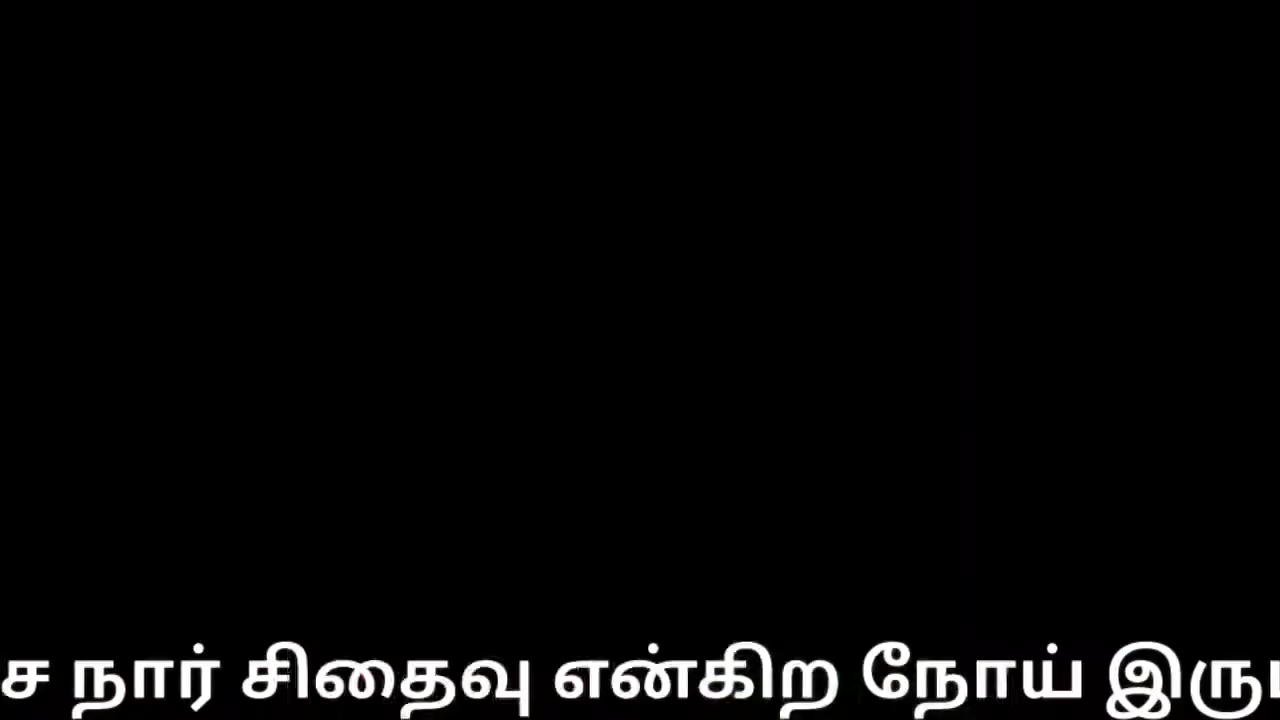 ச நார் சிதைவு என்கிற நோய் இரு